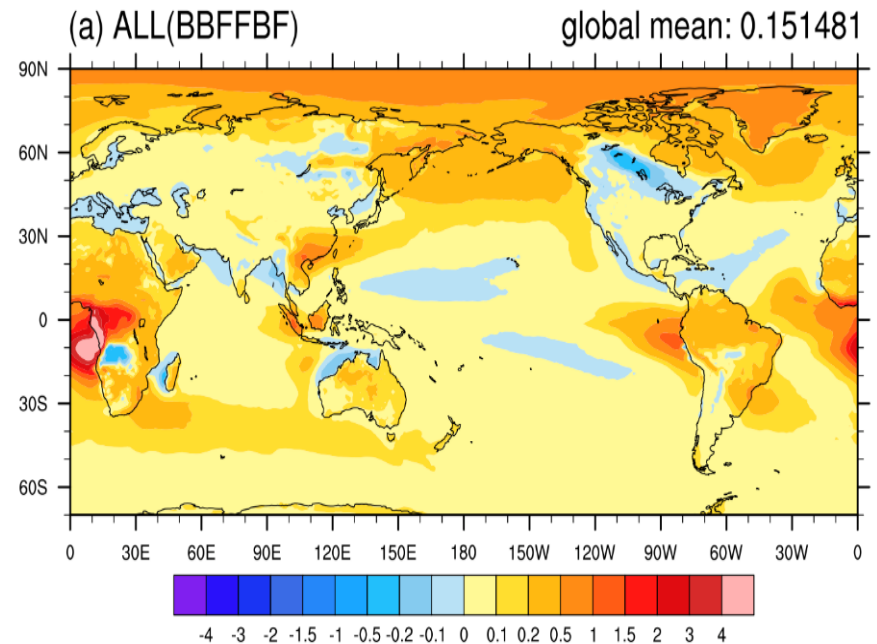 (a) ALL(BBFFBF) global mean: 0.151481
90N
60N
30N
0
30S
60S
0 30E 60E 90E 120E 150E 180 150W 120W 90W 60W 30W 0
-4 -3 -2 -1.5 -1 -0.5 -0.2 -0.1 0 0.1 0.2 0.5 1 1.5 2 3 4